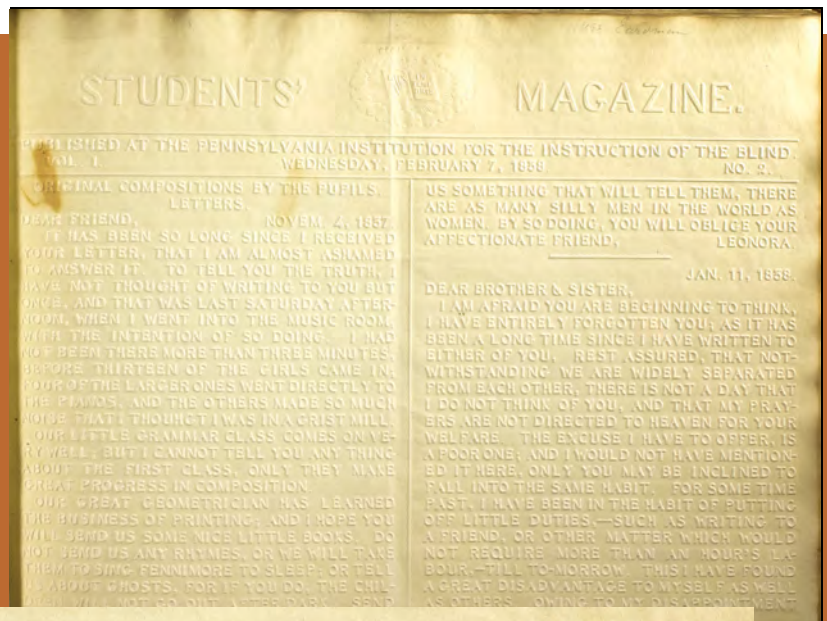 STUDENTS' MAGAZINE.
PUBLISHED AT THE PENNSYLVANIA INSTITUTION FOR THE INSTRUCTION OF THE BLIND.
VOL. 1. WEDNESDAY, FEBRUARY 7, 1858. NO. 2.
ORIGINAL COMPOSITIONS BY THE PUPILS.
LETTERS.
DEAR FRIEND, NOVEM. 4, 1857.
IT HAS BEEN SO LONG SINCE I RECEIVED
YOUR LETTER, THAT I AM ALMOST ASHAMED
TO ANSWER IT. TO TELL YOU THE TRUTH, I
HAVE NOT THOUGHT OF WRITING TO YOU BUT
ONCE, AND THAT WAS LAST SATURDAY AFTER-
NOON, WHEN I WENT INTO THE MUSIC ROOM,
WITH THE INTENTION OF SO DOING. I HAD
NOT BEEN THERE MORE THAN THREE MINUTES,
BEFORE THIRTEEN OF THE GIRLS CAME IN.
FOUR OF THE LARGER ONES WENT DIRECTLY TO
THE PIANOS, AND THE OTHERS MADE SO MUCH
NOISE THAT I THOUGHT I WAS IN A GRIST MILL.
OUR LITTLE GRAMMAR CLASS COMES ON VE-
RY WELL; BUT I CANNOT TELL YOU ANY THING
ABOUT THE FIRST CLASS, ONLY THEY MAKE
GREAT PROGRESS IN COMPOSITION.
OUR GREAT GEOMETRICIAN HAS LEARNED
THE BUSINESS OF PRINTING; AND I HOPE YOU
WILL SEND US SOME NICE LITTLE BOOKS. DO
NOT SEND US ANY RHYMES, OR WE WILL TAKE
THEM TO SING FENNIMORE TO SLEEP; OR TELL
US ABOUT GHOSTS, FOR IF YOU DO, THE CHIL-
NOT GO OUT AFTER DARK. SEND
US SOMETHING THAT WILL TELL THEM, THERE
ARE AS MANY SILLY MEN IN THE WORLD AS
WOMEN. BY SO DOING, YOU WILL OBLIGE YOUR
AFFECTIONATE FRIEND, LEONORA.
JAN. 11, 1858.
DEAR BROTHER & SISTER,
I AM AFRAID YOU ARE BEGINNING TO THINK,
I HAVE ENTIRELY FORGOTTEN YOU; AS IT HAS
BEEN A LONG TIME SINCE I HAVE WRITTEN TO
EITHER OF YOU. REST ASSURED, THAT NOT-
WITHSTANDING WE ARE WIDELY SEPARATED
FROM EACH OTHER, THERE IS NOT A DAY THAT
I DO NOT THINK OF YOU, AND THAT MY PRAY-
ERS ARE NOT DIRECTED TO HEAVEN FOR YOUR
WELFARE. THE EXCUSE I HAVE TO OFFER, IS
A POOR ONE; AND I WOULD NOT HAVE MENTION-
ED IT HERE, ONLY YOU MAY BE INCLINED TO
FALL INTO THE SAME HABIT. FOR SOME TIME
PAST, I HAVE BEEN IN THE HABIT OF PUTTING
OFF LITTLE DUTIES,—SUCH AS WRITING TO
A FRIEND, OR OTHER MATTER WHICH WOULD
NOT REQUIRE MORE THAN AN HOUR'S LA-
BOUR,—TILL TO-MORROW. THIS I HAVE FOUND
A GREAT DISADVANTAGE TO MYSELF AS WELL
AS OTHERS. OWING TO MY DISAPPOINTMENT